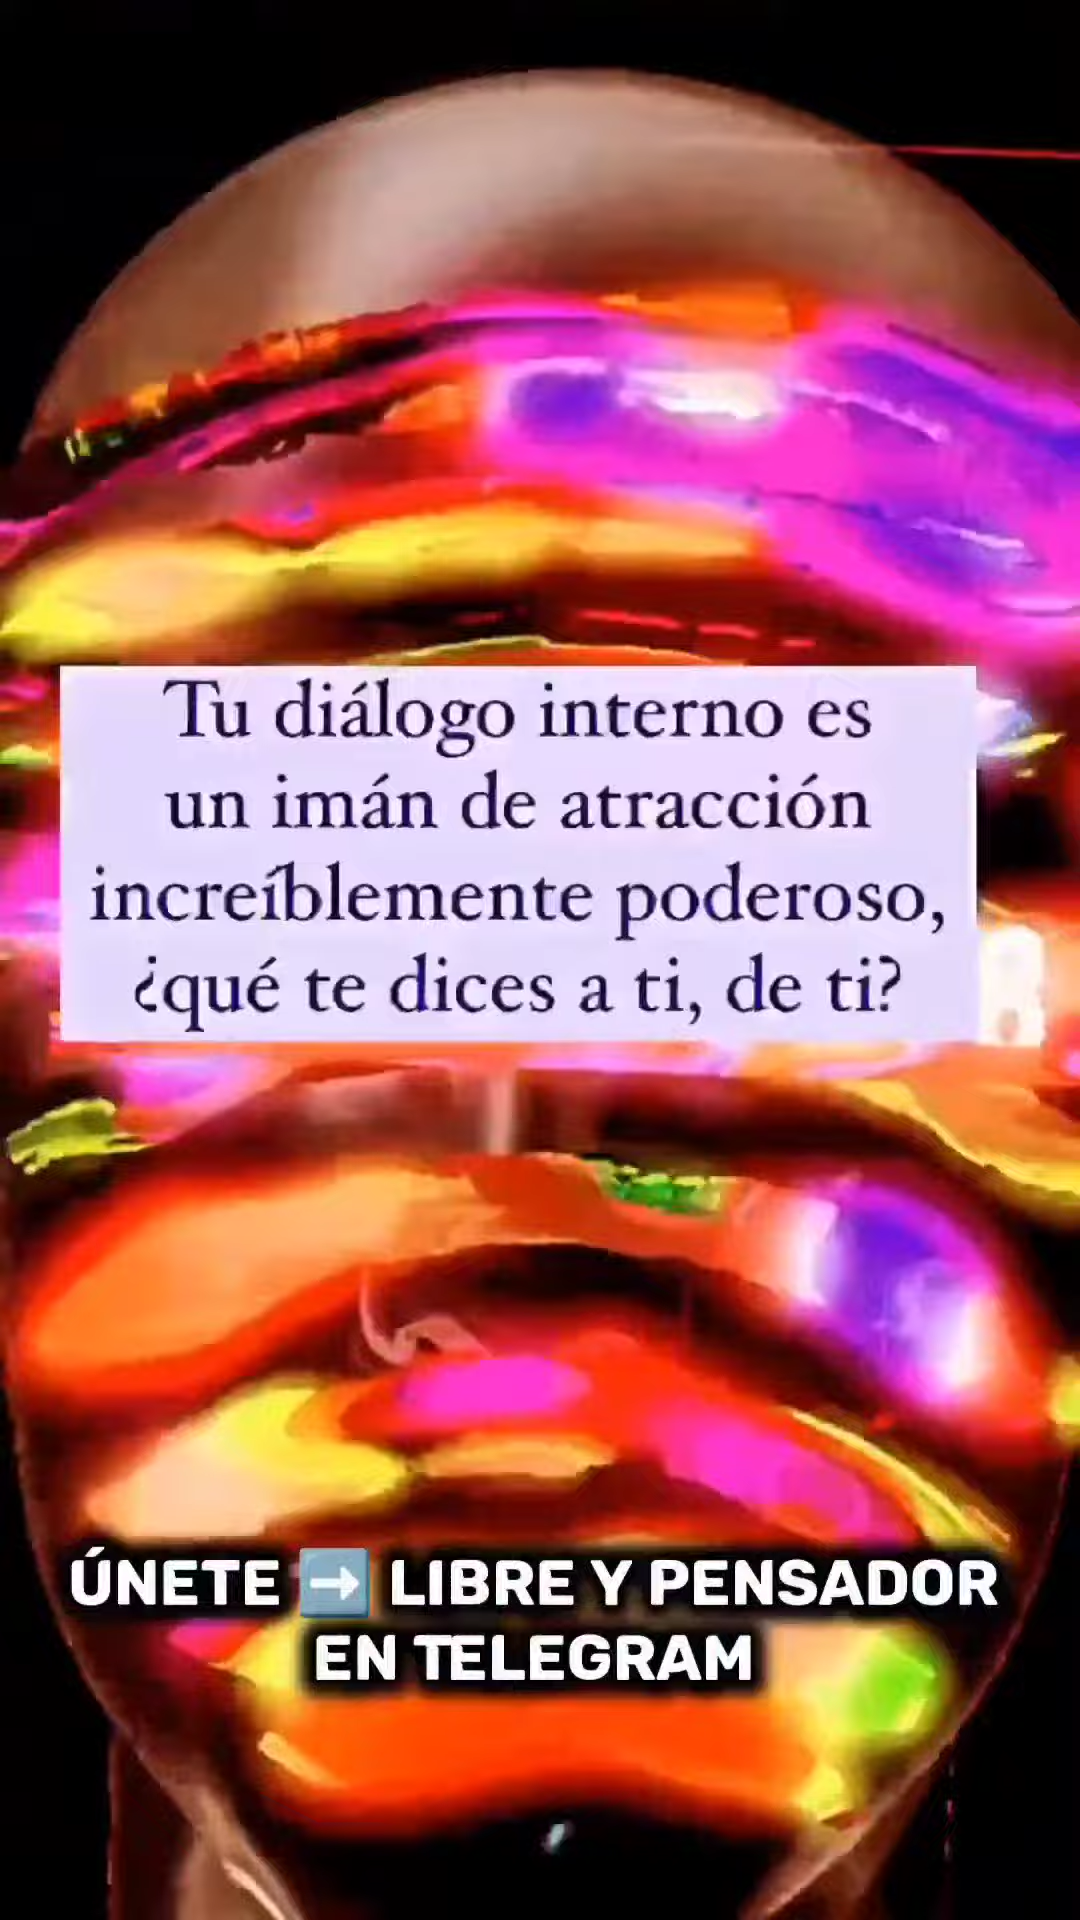 Tu diálogo interno es
un imán de atracción
increíblemente poderoso,
¿qué te dices a ti, de ti?
ÚNETE ➡️ LIBRE Y PENSADOR
EN TELEGRAM